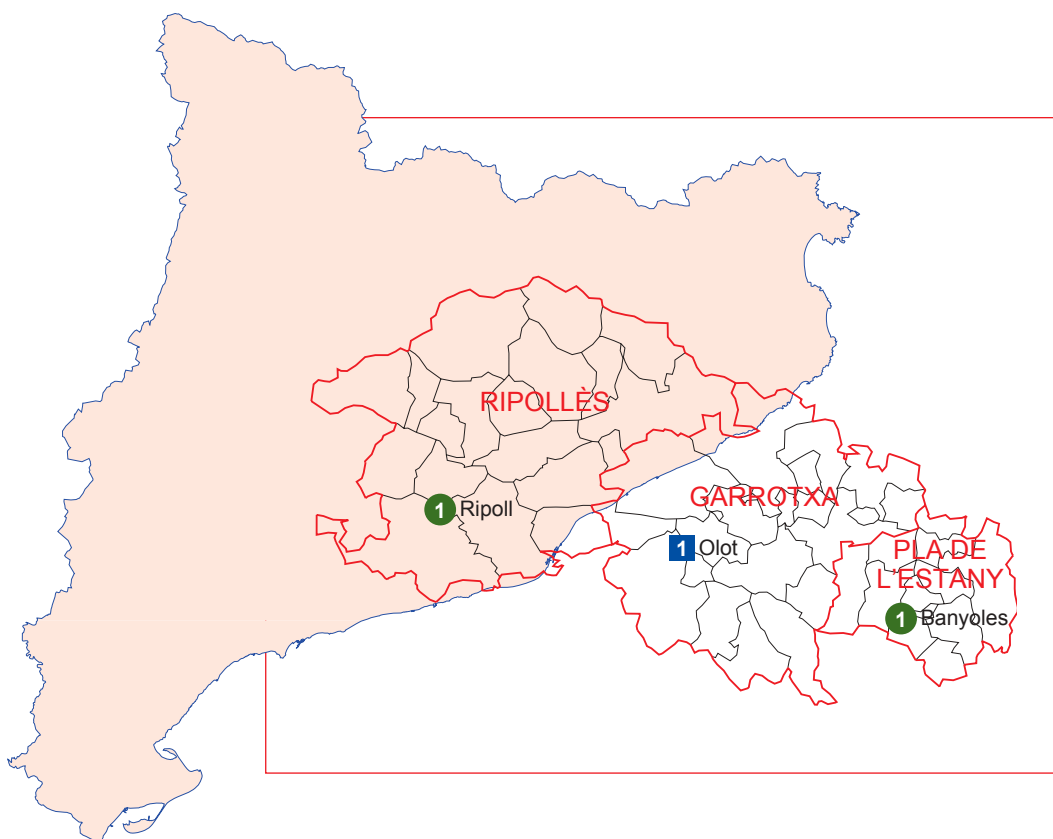 RIPOLLÈS
GARROTXA
1 Ripoll
1 Olot
PLA DE
L'ESTANY
1 Banyoles